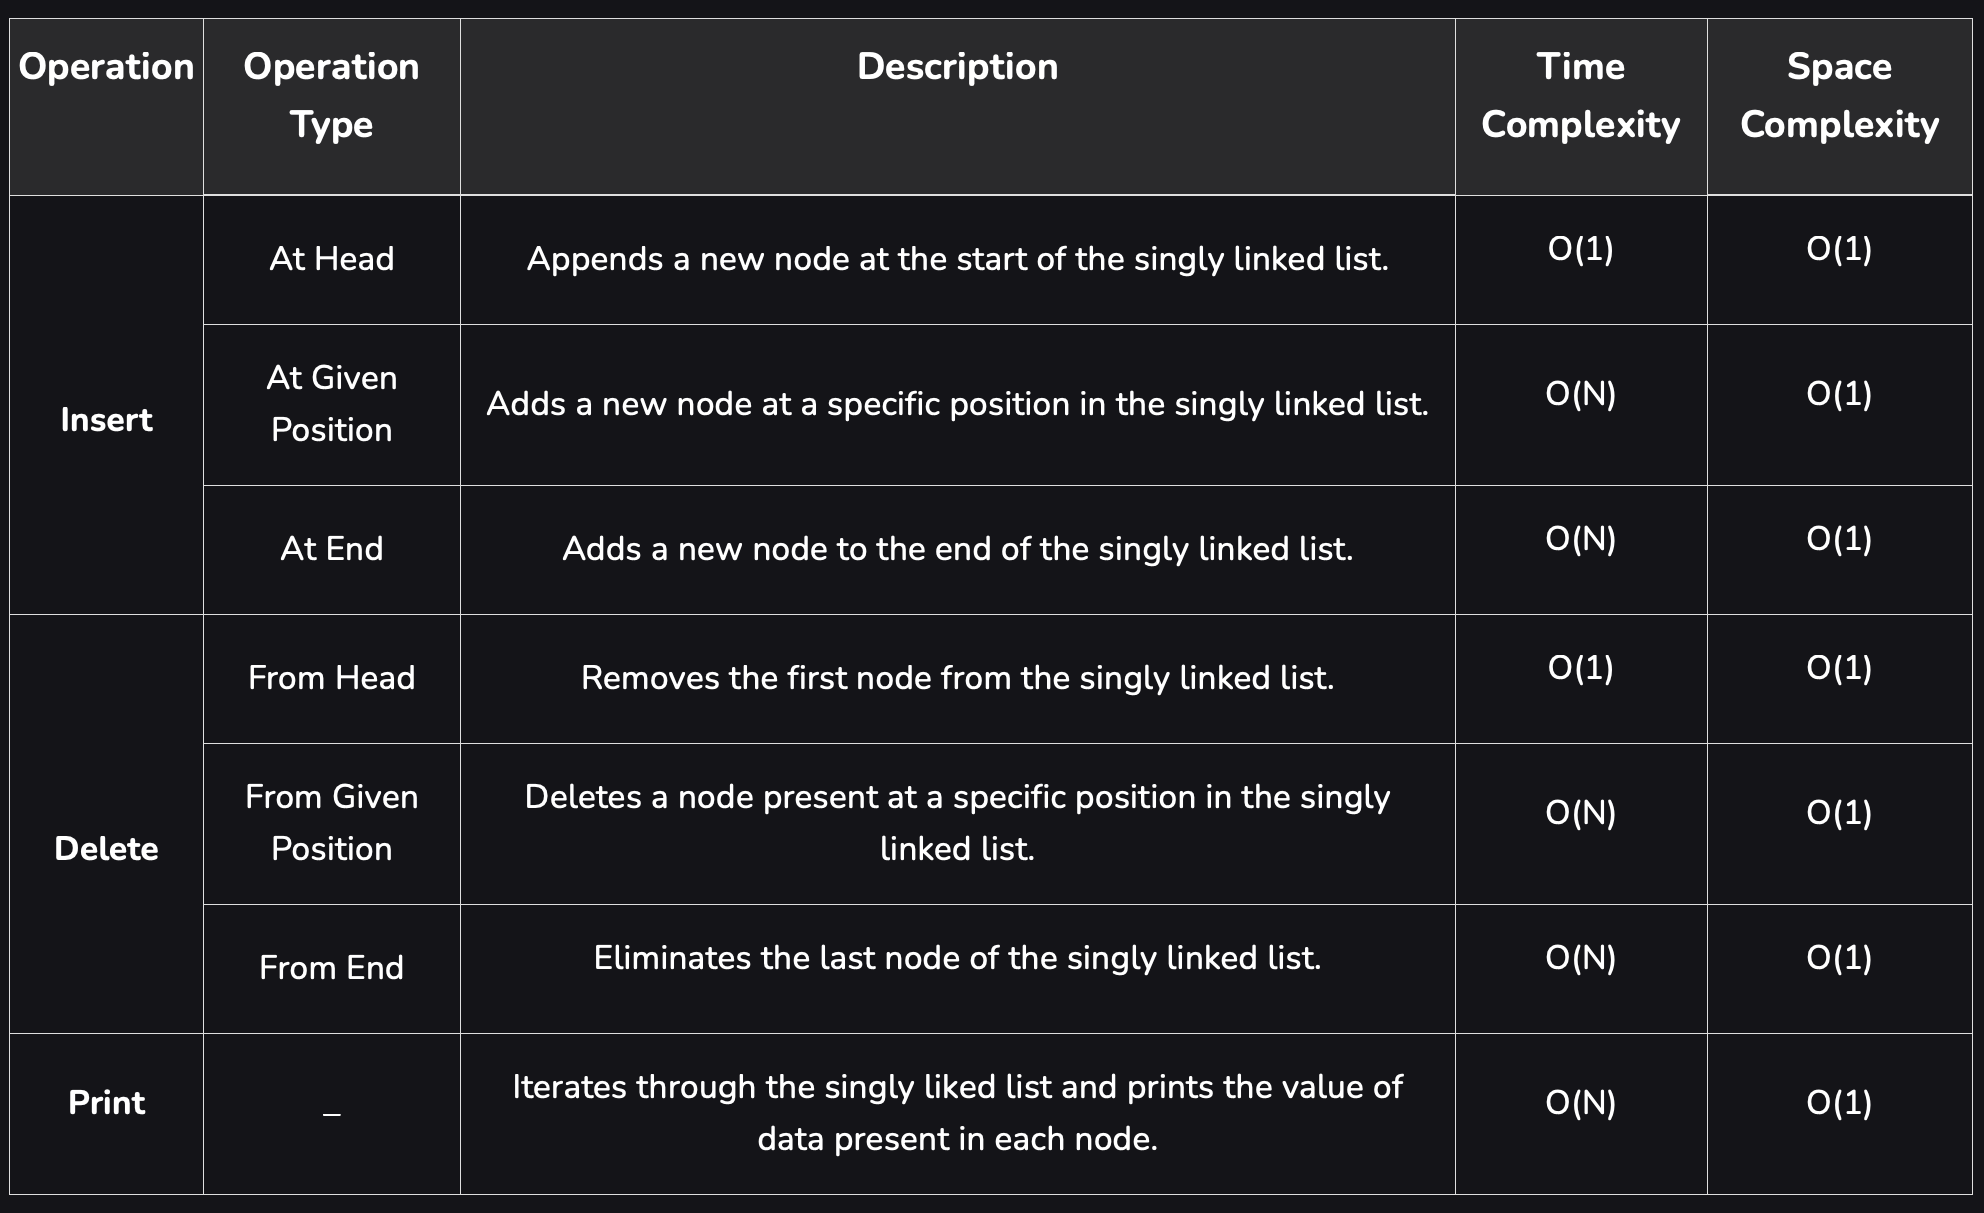 Operation
Operation
Type
Description
Time
Complexity
Space
Complexity
Insert
At Head
Appends a new node at the start of the singly linked list.
O(1)
O(1)
At Given
Position
Adds a new node at a specific position in the singly linked list.
O(N)
O(1)
At End
Adds a new node to the end of the singly linked list.
O(N)
O(1)
Delete
From Head
Removes the first node from the singly linked list.
O(1)
O(1)
From Given
Position
Deletes a node present at a specific position in the singly
linked list.
O(N)
O(1)
From End
Eliminates the last node of the singly linked list.
O(N)
O(1)
Print
_
Iterates through the singly liked list and prints the value of
data present in each node.
O(N)
O(1)